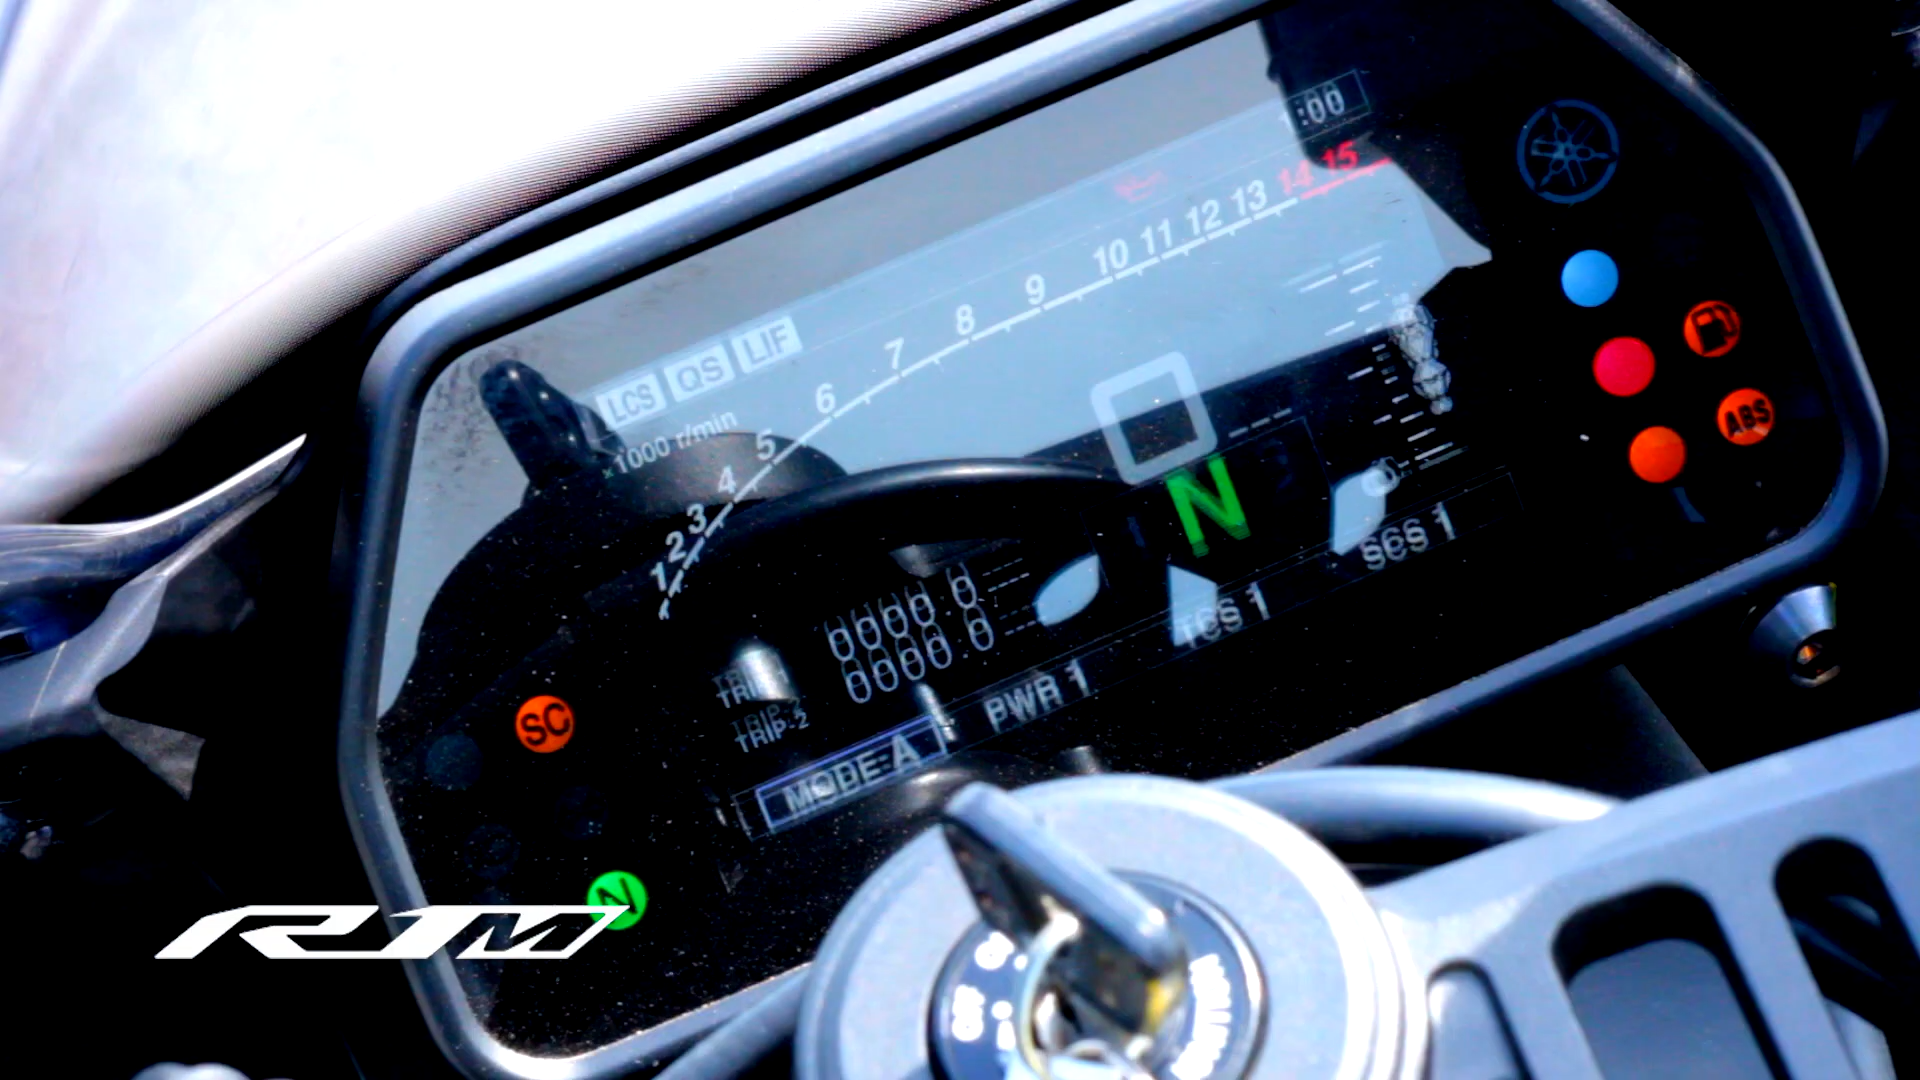 :00
14 15
10 11 12 13
9
8
7
LCS QS LIF
6
×1000 r/min
5
4
3
2
1
N
SCS 1
TCS 1
0000.0
0000.0
TRIP-2
PWR 1
MODE-A
ABS
SC
N
R1M